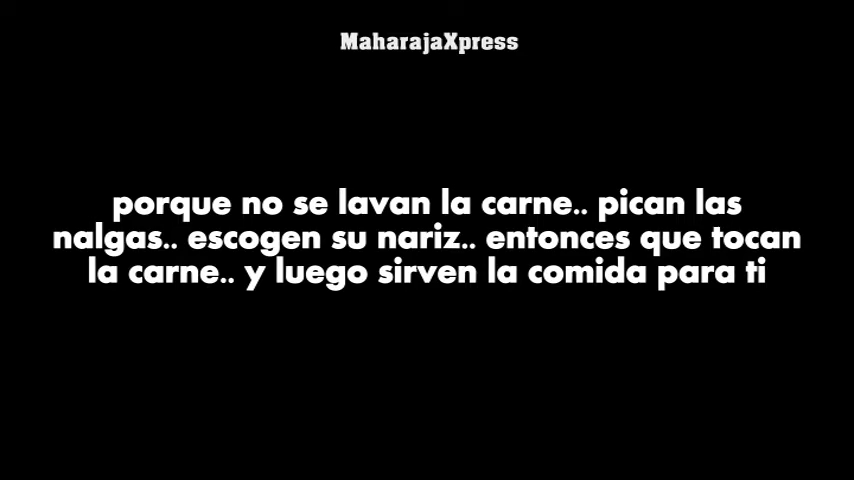 MaharajaXpress
porque no se lavan la carne.. pican las
nalgas.. escogen su nariz.. entonces que tocan
la carne.. y luego sirven la comida para ti